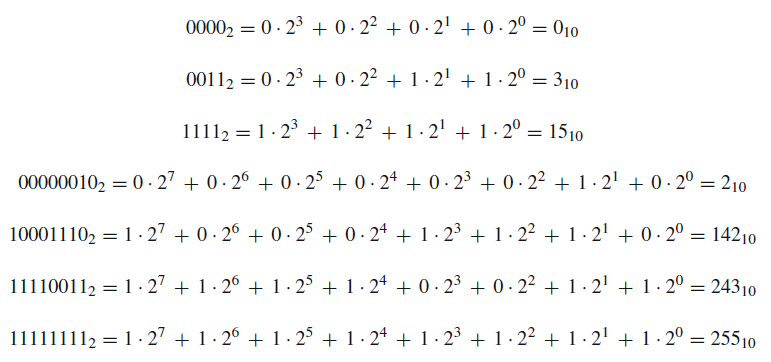 0000₂ = 0 · 2³ + 0 · 2² + 0 · 2¹ + 0 · 2⁰ = 0₁₀
0011₂ = 0 · 2³ + 0 · 2² + 1 · 2¹ + 1 · 2⁰ = 3₁₀
1111₂ = 1 · 2³ + 1 · 2² + 1 · 2¹ + 1 · 2⁰ = 15₁₀
00000010₂ = 0 · 2⁷ + 0 · 2⁶ + 0 · 2⁵ + 0 · 2⁴ + 0 · 2³ + 0 · 2² + 1 · 2¹ + 0 · 2⁰ = 2₁₀
10001110₂ = 1 · 2⁷ + 0 · 2⁶ + 0 · 2⁵ + 0 · 2⁴ + 1 · 2³ + 1 · 2² + 1 · 2¹ + 0 · 2⁰ = 142₁₀
11110011₂ = 1 · 2⁷ + 1 · 2⁶ + 1 · 2⁵ + 1 · 2⁴ + 0 · 2³ + 0 · 2² + 1 · 2¹ + 1 · 2⁰ = 243₁₀
11111111₂ = 1 · 2⁷ + 1 · 2⁶ + 1 · 2⁵ + 1 · 2⁴ + 1 · 2³ + 1 · 2² + 1 · 2¹ + 1 · 2⁰ = 255₁₀